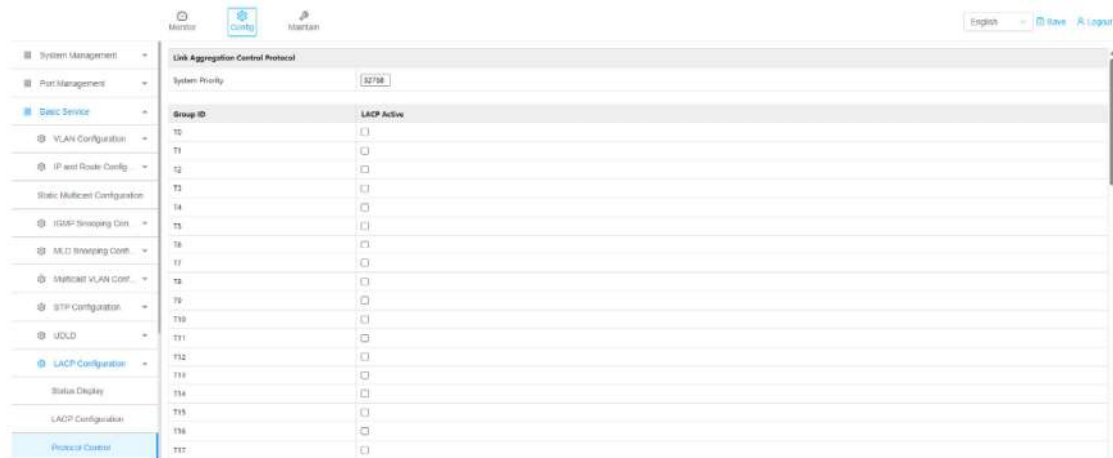 Monitor Config Maintain English Save Logout
System Management
Port Management
Basic Service
VLAN Configuration
IP and Route Config...
Static Multicast Configuration
IGMP Snooping Con...
MLD Snooping Confi...
Multicast VLAN Conf...
STP Configuration
UDLD
LACP Configuration
Status Display
LACP Configuration
Protocol Control
Link Aggregation Control Protocol
System Priority 32768
Group ID LACP Active
T0
T1
T2
T3
T4
T5
T6
T7
T8
T9
T10
T11
T12
T13
T14
T15
T16
T17